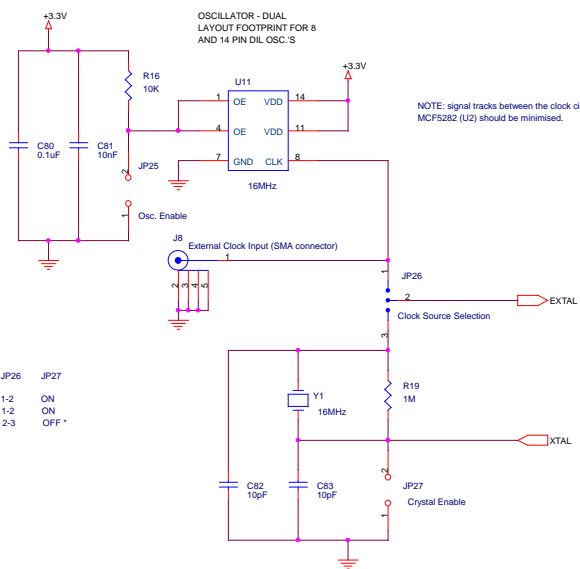 OSCILLATOR - DUAL
LAYOUT FOOTPRINT FOR 8
AND 14 PIN DIL OSC.'S
+3.3V
+3.3V
R16
10K
U11
1 OE VDD 14
4 OE VDD 11
7 GND CLK 8
16MHz
NOTE: signal tracks between the clock ci
MCF5282 (U2) should be minimised.
C80
0.1uF
C81
10nF
JP25
2
1
Osc. Enable
J8
External Clock Input (SMA connector)
1
2
3
4
5
1
JP26
2
EXTAL
Clock Source Selection
3
JP26 JP27
1-2 ON
1-2 ON
2-3 OFF *
Y1
16MHz
R19
1M
XTAL
C82
10pF
C83
10pF
2
JP27
Crystal Enable
1